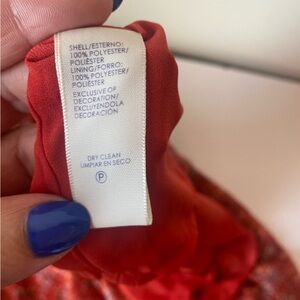 SHELL/ESTERNO:
100% POLYESTER/
POLIÉSTER
LINING/FORRO:
100% POLYESTER/
POLIÉSTER
EXCLUSIVE OF
DECORATION/
EXCLUYENDOLA
DECORACIÓN
DRY CLEAN
LIMPIAR EN SECO
P